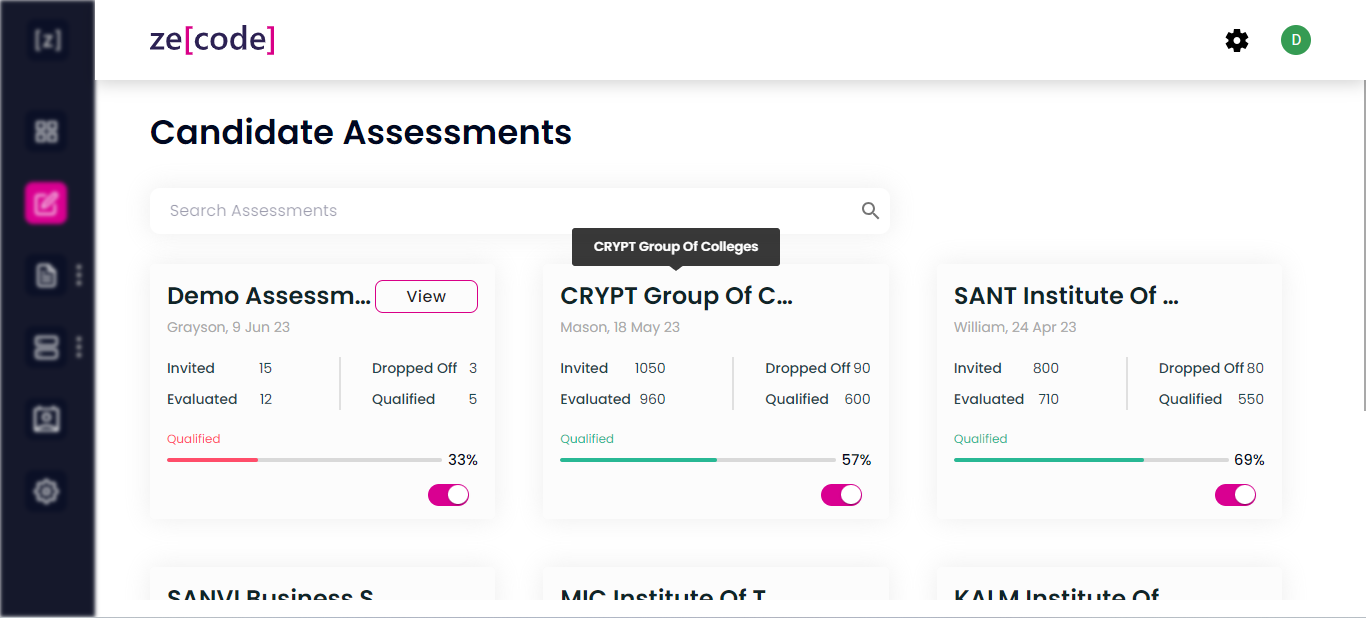 [z]
ze[code]
D
Candidate Assessments
Search Assessments
CRYPT Group Of Colleges
Demo Assessm... View
Grayson, 9 Jun 23
Invited 15 Dropped Off 3
Evaluated 12 Qualified 5
Qualified
33%
CRYPT Group Of C...
Mason, 18 May 23
Invited 1050 Dropped Off 90
Evaluated 960 Qualified 600
Qualified
57%
SANT Institute Of ...
William, 24 Apr 23
Invited 800 Dropped Off 80
Evaluated 710 Qualified 550
Qualified
69%
SANVI Business S
MIC Institute Of T
KALM Institute Of